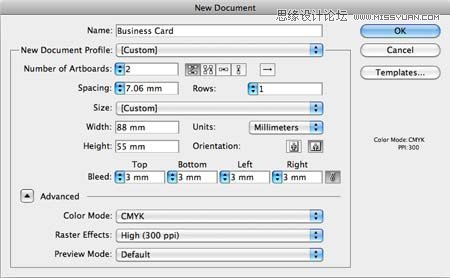 New Document
思缘设计论坛 WWW.MISSYUAN.COM
Name: Business Card
OK
New Document Profile: [Custom]
Cancel
Number of Artboards: 2
Templates...
Spacing: 7.06 mm Rows: 1
Size: [Custom]
Width: 88 mm Units: Millimeters
Height: 55 mm Orientation:
Color Mode: CMYK
PPI: 300
Top Bottom Left Right
Bleed: 3 mm 3 mm 3 mm 3 mm
Advanced
Color Mode: CMYK
Raster Effects: High (300 ppi)
Preview Mode: Default